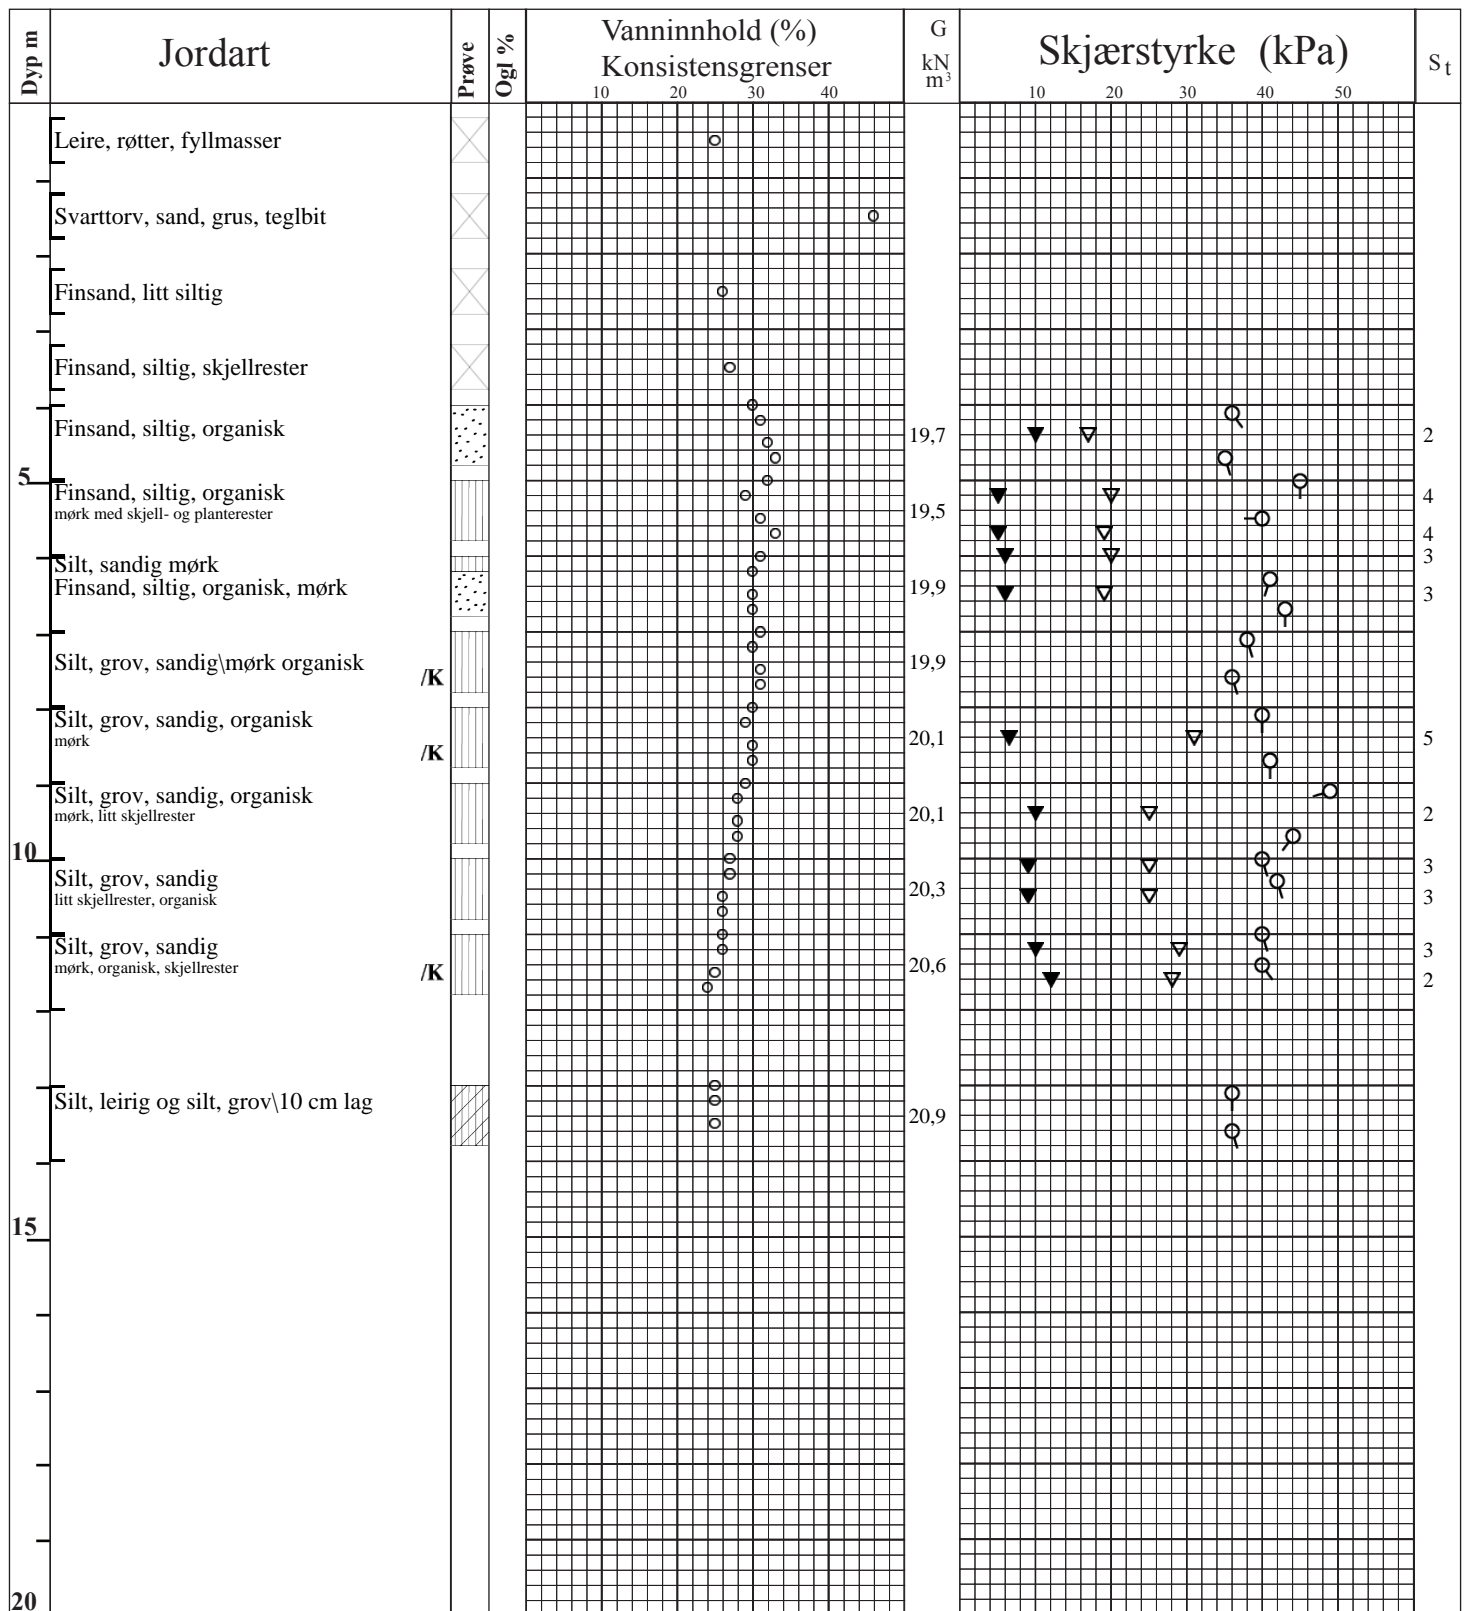 Dyp m
Jordart
Prøve
Ogl %
Vanninnhold (%)
Konsistensgrenser
10 20 30 40
G
kN
m³
Skjærstyrke (kPa)
10 20 30 40 50
S t
Leire, røtter, fyllmasser
Svarttorv, sand, grus, teglbit
Finsand, litt siltig
Finsand, siltig, skjellrester
Finsand, siltig, organisk
19,7
2
5
Finsand, siltig, organisk
mørk med skjell- og planterester
19,5
4
4
Silt, sandig mørk
3
Finsand, siltig, organisk, mørk
19,9
3
Silt, grov, sandig\mørk organisk
/K
19,9
Silt, grov, sandig, organisk
mørk
/K
20,1
5
Silt, grov, sandig, organisk
mørk, litt skjellrester
20,1
2
10
3
Silt, grov, sandig
litt skjellrester, organisk
20,3
3
Silt, grov, sandig
mørk, organisk, skjellrester
/K
3
20,6
2
Silt, leirig og silt, grov\10 cm lag
20,9
15
20